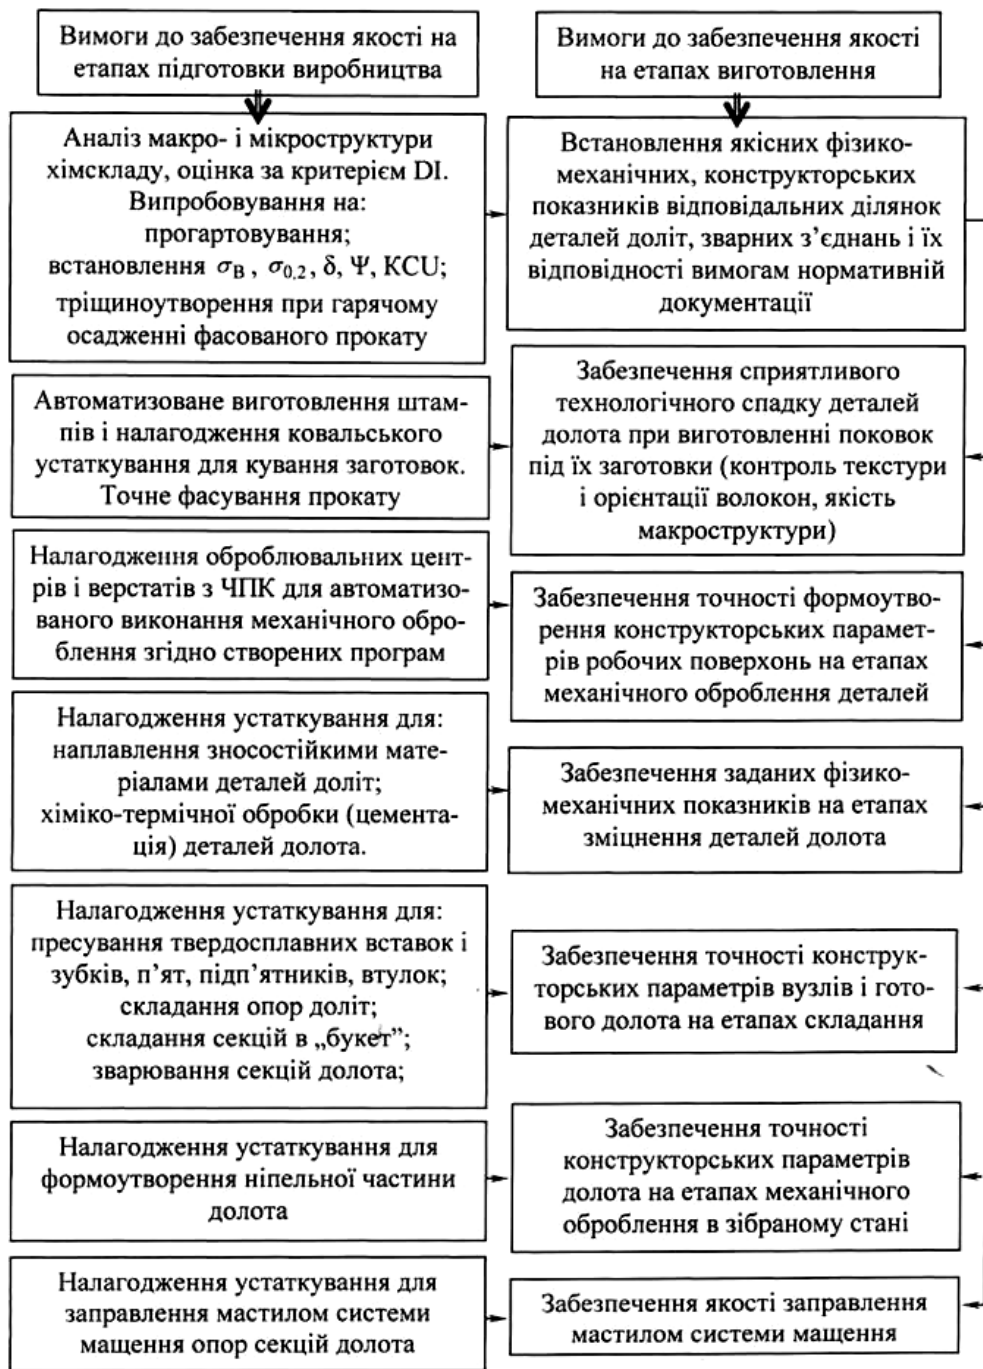 Вимоги до забезпечення якості на
етапах підготовки виробництва
Вимоги до забезпечення якості
на етапах виготовлення
Аналіз макро- і мікроструктури
хімскладу, оцінка за критерієм DI.
Випробовування на:
прогартовування;
встановлення σВ, σ0,2, δ, Ψ, KCU;
тріщиноутворення при гарячому
осадженні фасованого прокату
Встановлення якісних фізико-
механічних, конструкторських
показників відповідальних ділянок
деталей доліт, зварних з’єднань і їх
відповідності вимогам нормативній
документації
Автоматизоване виготовлення штам-
пів і налагодження ковальського
устаткування для кування заготовок.
Точне фасування прокату
Забезпечення сприятливого
технологічного спадку деталей
долота при виготовленні поковок
під їх заготовки (контроль текстури
і орієнтації волокон, якість
макроструктури)
Налагодження оброблювальних цент-
рів і верстатів з ЧПК для автоматизо-
ваного виконання механічного обро-
блення згідно створених програм
Забезпечення точності формоутво-
рення конструкторських парамет-
рів робочих поверхонь на етапах
механічного оброблення деталей
Налагодження устаткування для:
наплавлення зносостійкими мате-
ріалами деталей доліт;
хіміко-термічної обробки (цемента-
ція) деталей долота.
Забезпечення заданих фізико-
механічних показників на етапах
зміцнення деталей долота
Налагодження устаткування для:
пресування твердосплавних вставок і
зубків, п’ят, підп’ятників, втулок;
складання опор доліт;
складання секцій в „букет”;
зварювання секцій долота;
Забезпечення точності конструк-
торських параметрів вузлів і гото-
вого долота на етапах складання
Налагодження устаткування для
формоутворення ніпельної частини
долота
Забезпечення точності
конструкторських параметрів
долота на етапах механічного
оброблення в зібраному стані
Налагодження устаткування для
заправлення мастилом системи
мащення опор секцій долота
Забезпечення якості заправлення
мастилом системи мащення